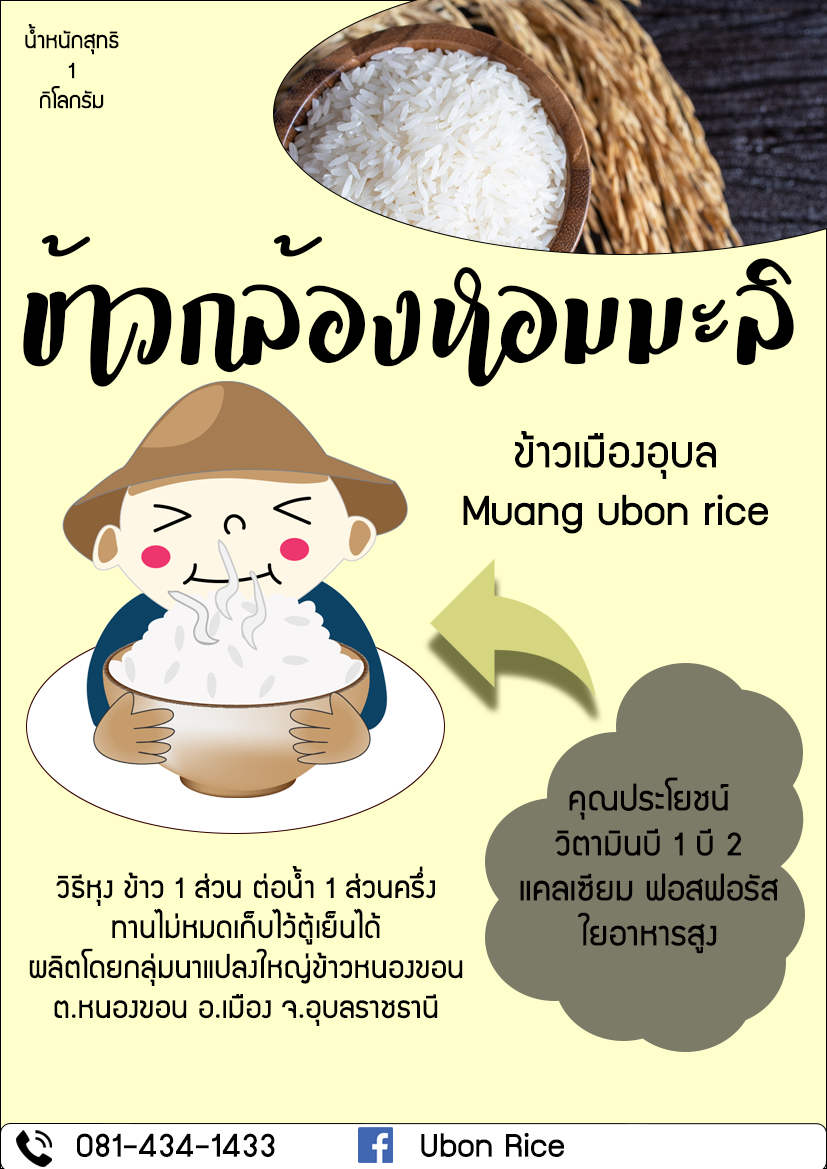 น้ำหนักสุทธิ
1
กิโลกรัม
ข้าวกล้องหอมมะลิ
ข้าวเมืองอุบล
Muang ubon rice
คุณประโยชน์
วิตามินบี 1 บี 2
แคลเซียม ฟอสฟอรัส
ใยอาหารสูง
วิธีหุง ข้าว 1 ส่วน ต่อน้ำ 1 ส่วนครึ่ง
ทานไม่หมดเก็บไว้ตู้เย็นได้
ผลิตโดยกลุ่มนาแปลงใหญ่ข้าวหนองขอน
ต.หนองขอน อ.เมือง จ.อุบลราชธานี
081-434-1433
Ubon Rice